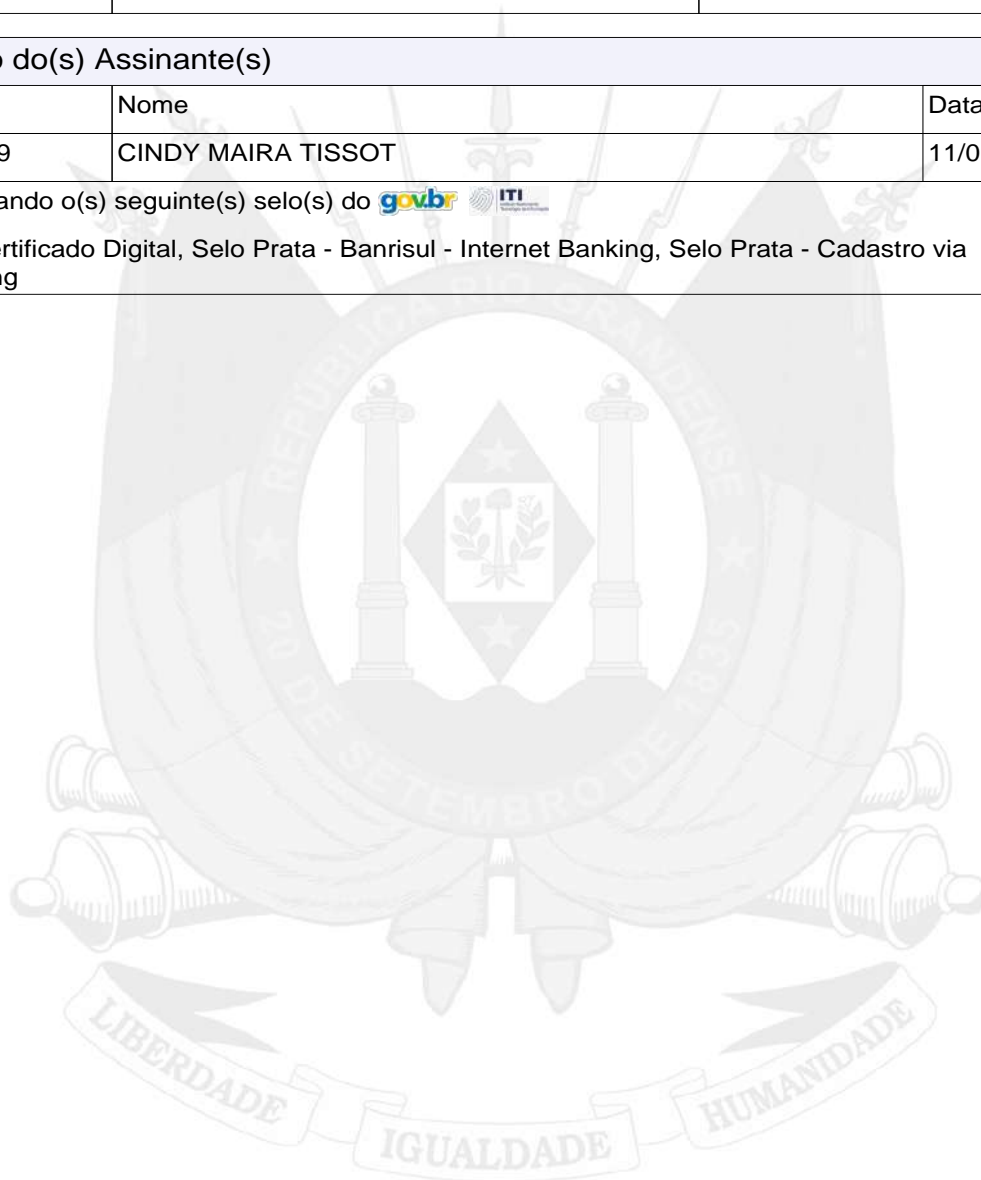 o do(s) Assinante(s)
Nome Data
9 CINDY MAIRA TISSOT 11/0
ando o(s) seguinte(s) selo(s) do gov.br ITI
ertificado Digital, Selo Prata - Banrisul - Internet Banking, Selo Prata - Cadastro via
ng
REPÚBLICA RIO GRANDENSE
20 DE SETEMBRO DE 1835
LIBERDADE IGUALDADE HUMANIDADE